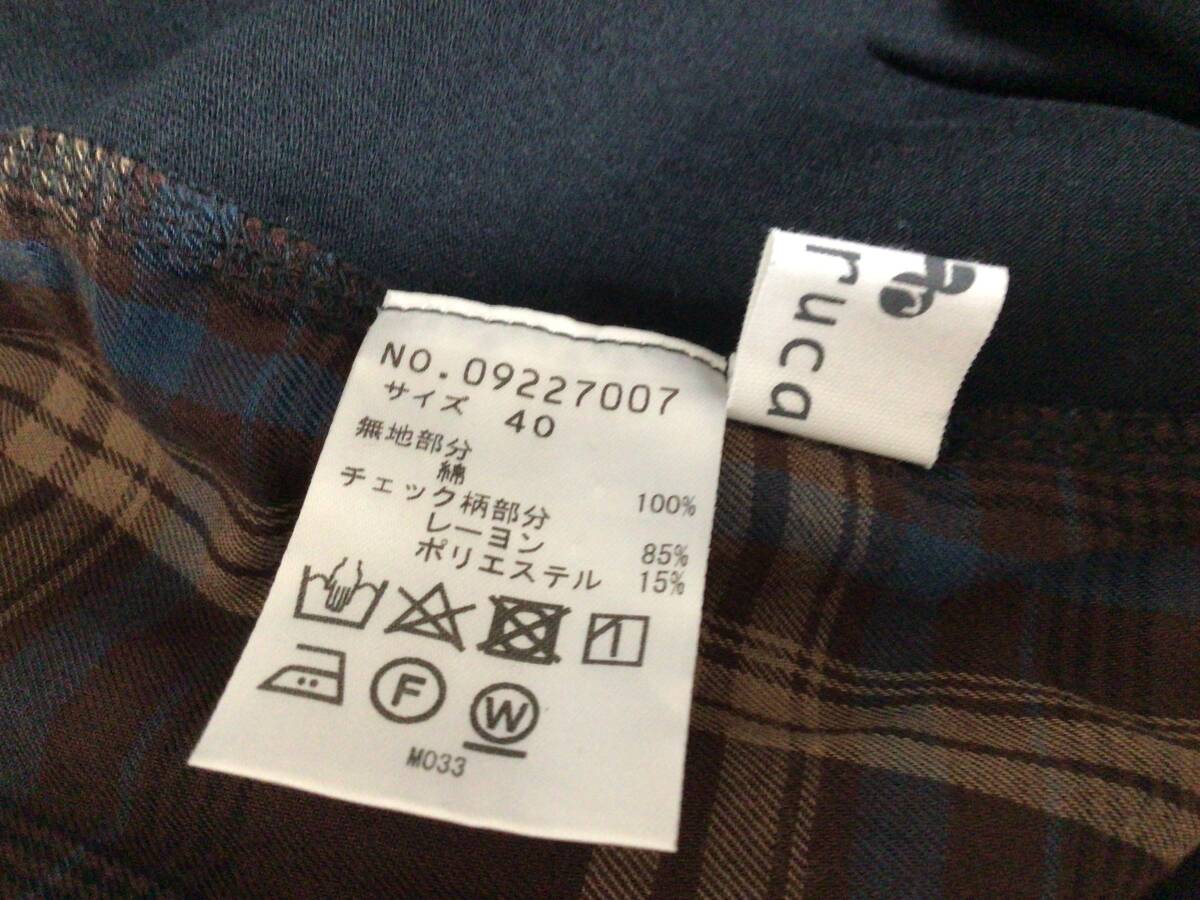 NO.09227007
サイズ 40
無地部分
綿 100%
チェック柄部分
レーヨン 85%
ポリエステル 15%
F
W
M033
ruca